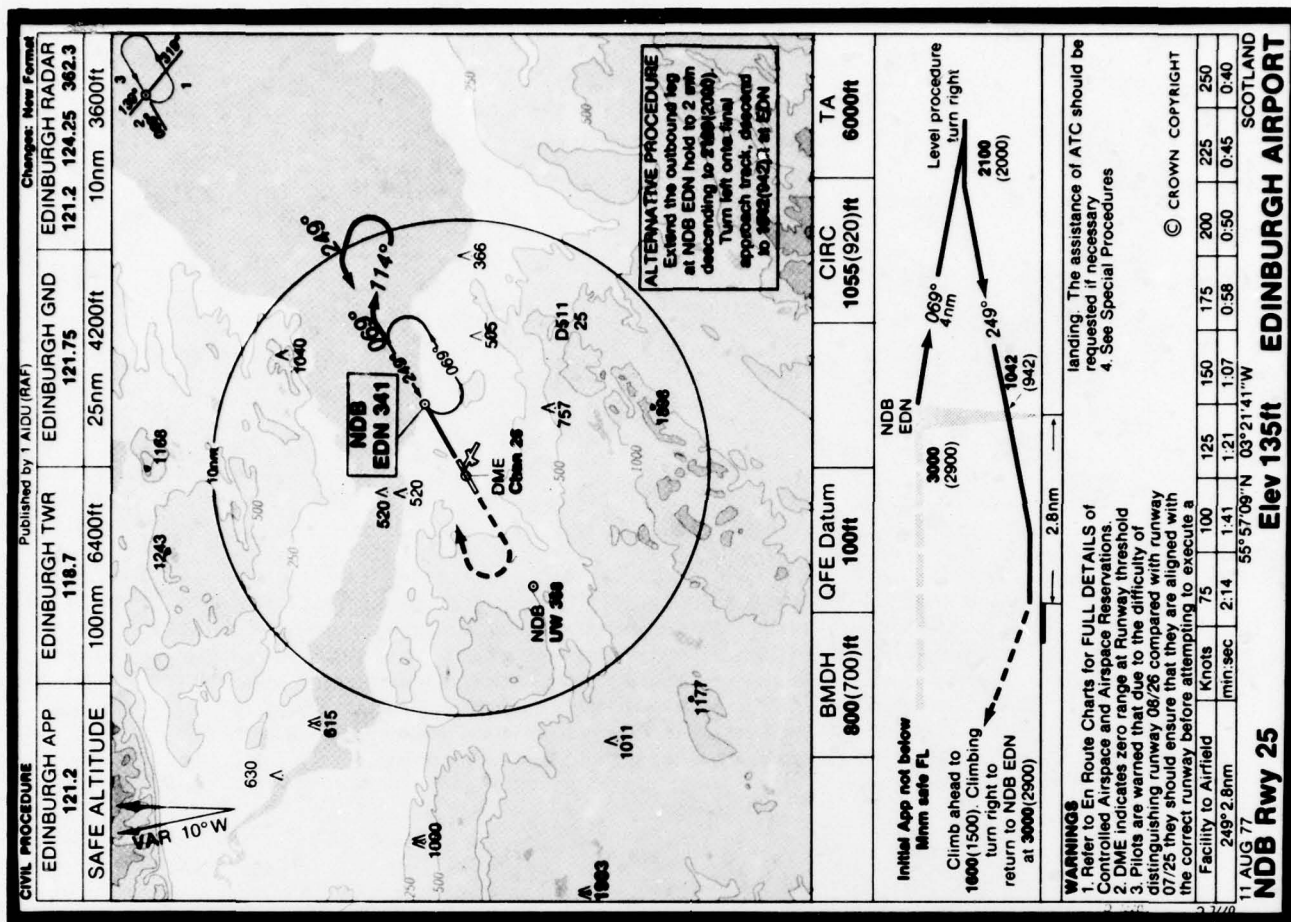 CIVIL PROCEDURE Published by 1 AIDU (RAF) Changes: New Format
EDINBURGH APP EDINBURGH TWR EDINBURGH GND EDINBURGH RADAR
121.2 118.7 121.75 121.2 124.25 362.3
SAFE ALTITUDE 100nm 6400ft 25nm 4200ft 10nm 3600ft
VAR 10°W
630
615
1243
1168
10nm
1040
520
520
NDB
EDN 341
249
069°
069°
114°
249°
3
1
2
366
505
D511
25
757
1898
DME
Chan 26
NDB
UW 368
1000
1011
1177
250
500
1000
ALTERNATIVE PROCEDURE
Extend the outbound leg
at NDB EDN hold to 2 min
descending to
Turn left onto final
approach track, descend
to at EDN
BMDH QFE Datum CIRC TA
800(700)ft 100ft 1055(920)ft 6000ft
Initial App not below
Mnm safe FL
Climb ahead to
1600(1500). Climbing
turn right to
return to NDB EDN
at 3000(2900)
NDB
EDN
3000
(2900)
069°
4nm
Level procedure
turn right
2100
(2000)
249°
1042
(942)
2.8nm
WARNINGS
1. Refer to En Route Charts for FULL DETAILS of
Controlled Airspace and Airspace Reservations.
2. DME indicates zero range at Runway threshold
3. Pilots are warned that due to the difficulty of
distinguishing runway 08/26 compared with runway
07/25 they should ensure that they are aligned with
the correct runway before attempting to execute a
landing. The assistance of ATC should be
requested if necessary
4. See Special Procedures
© CROWN COPYRIGHT
Facility to Airfield Knots 75 100 125 150 175 200 225 250
249° 2.8nm min:sec 2:14 1:41 1:21 1:07 0:58 0:50 0:45 0:40
11 AUG 77 55°57'09"N 03°21'41"W SCOTLAND
NDB Rwy 25 Elev 135ft EDINBURGH AIRPORT